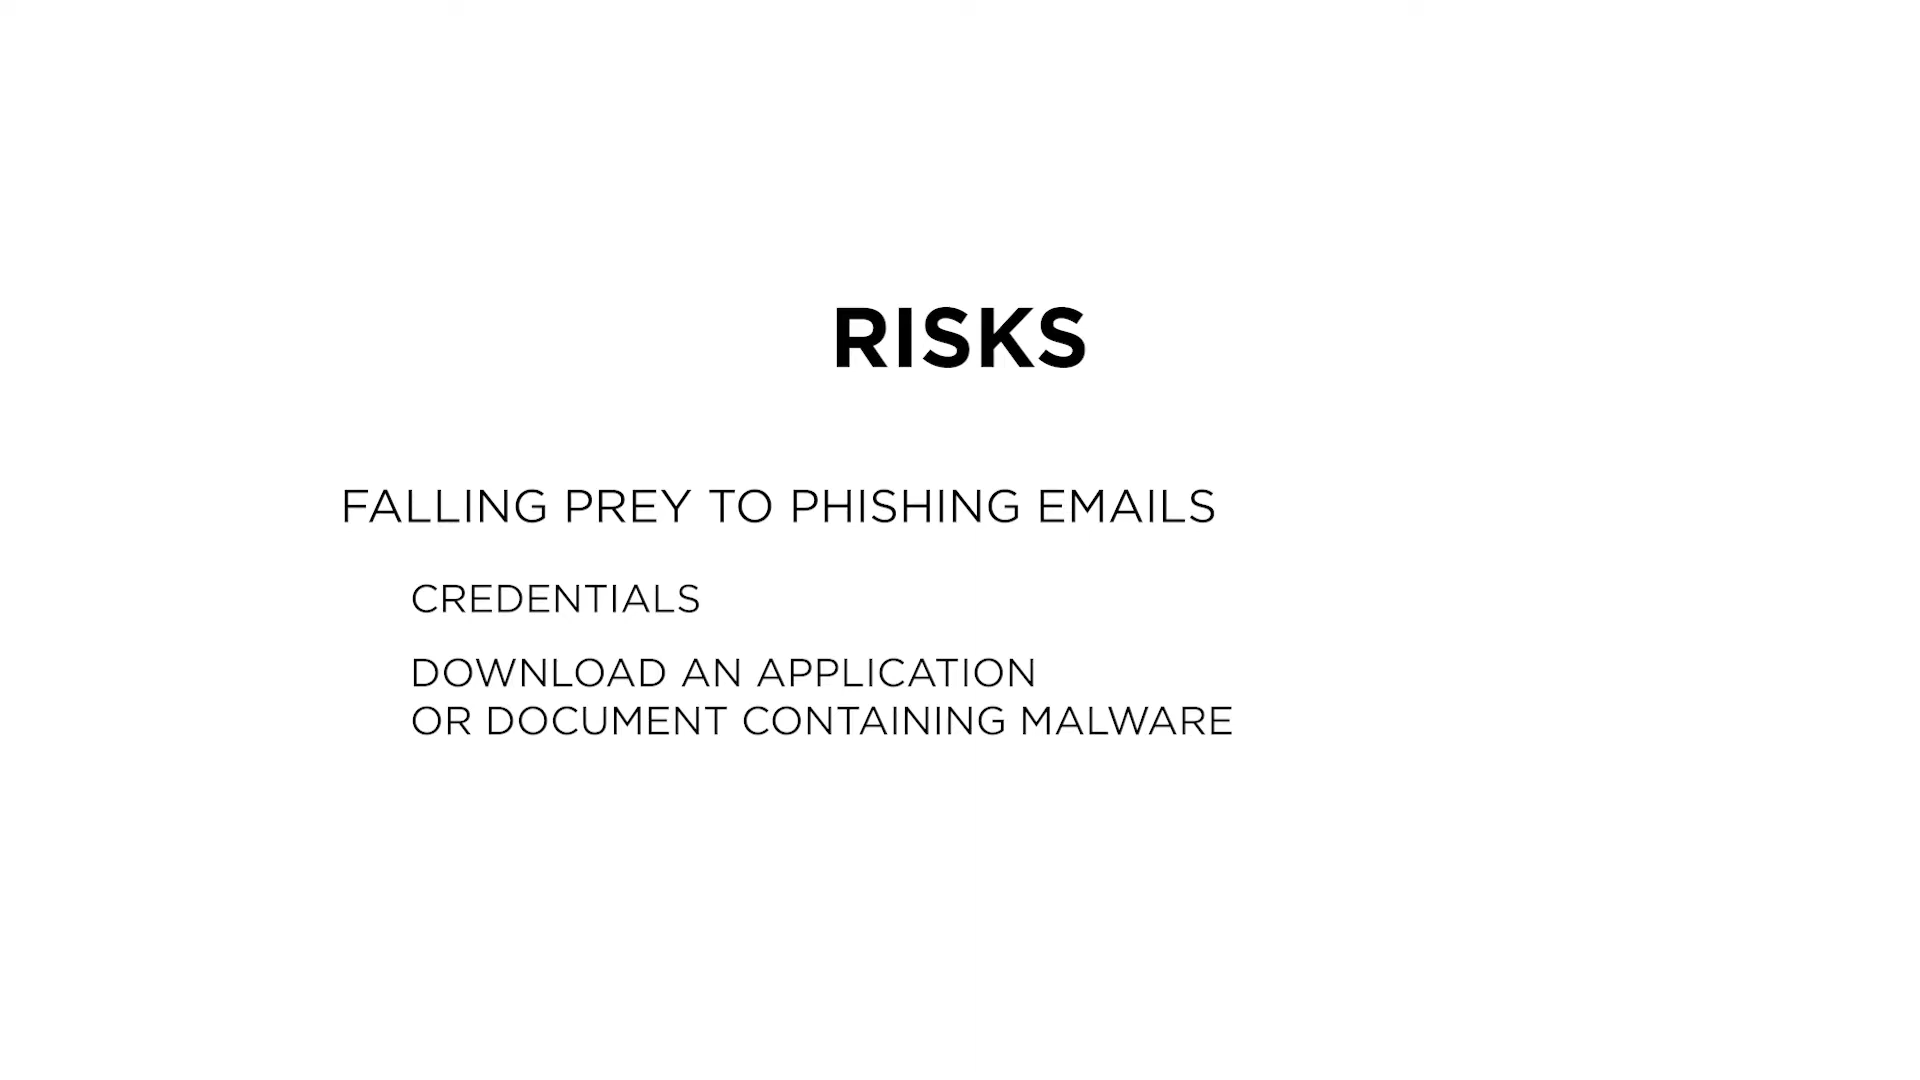 RISKS
FALLING PREY TO PHISHING EMAILS
CREDENTIALS
DOWNLOAD AN APPLICATION
OR DOCUMENT CONTAINING MALWARE